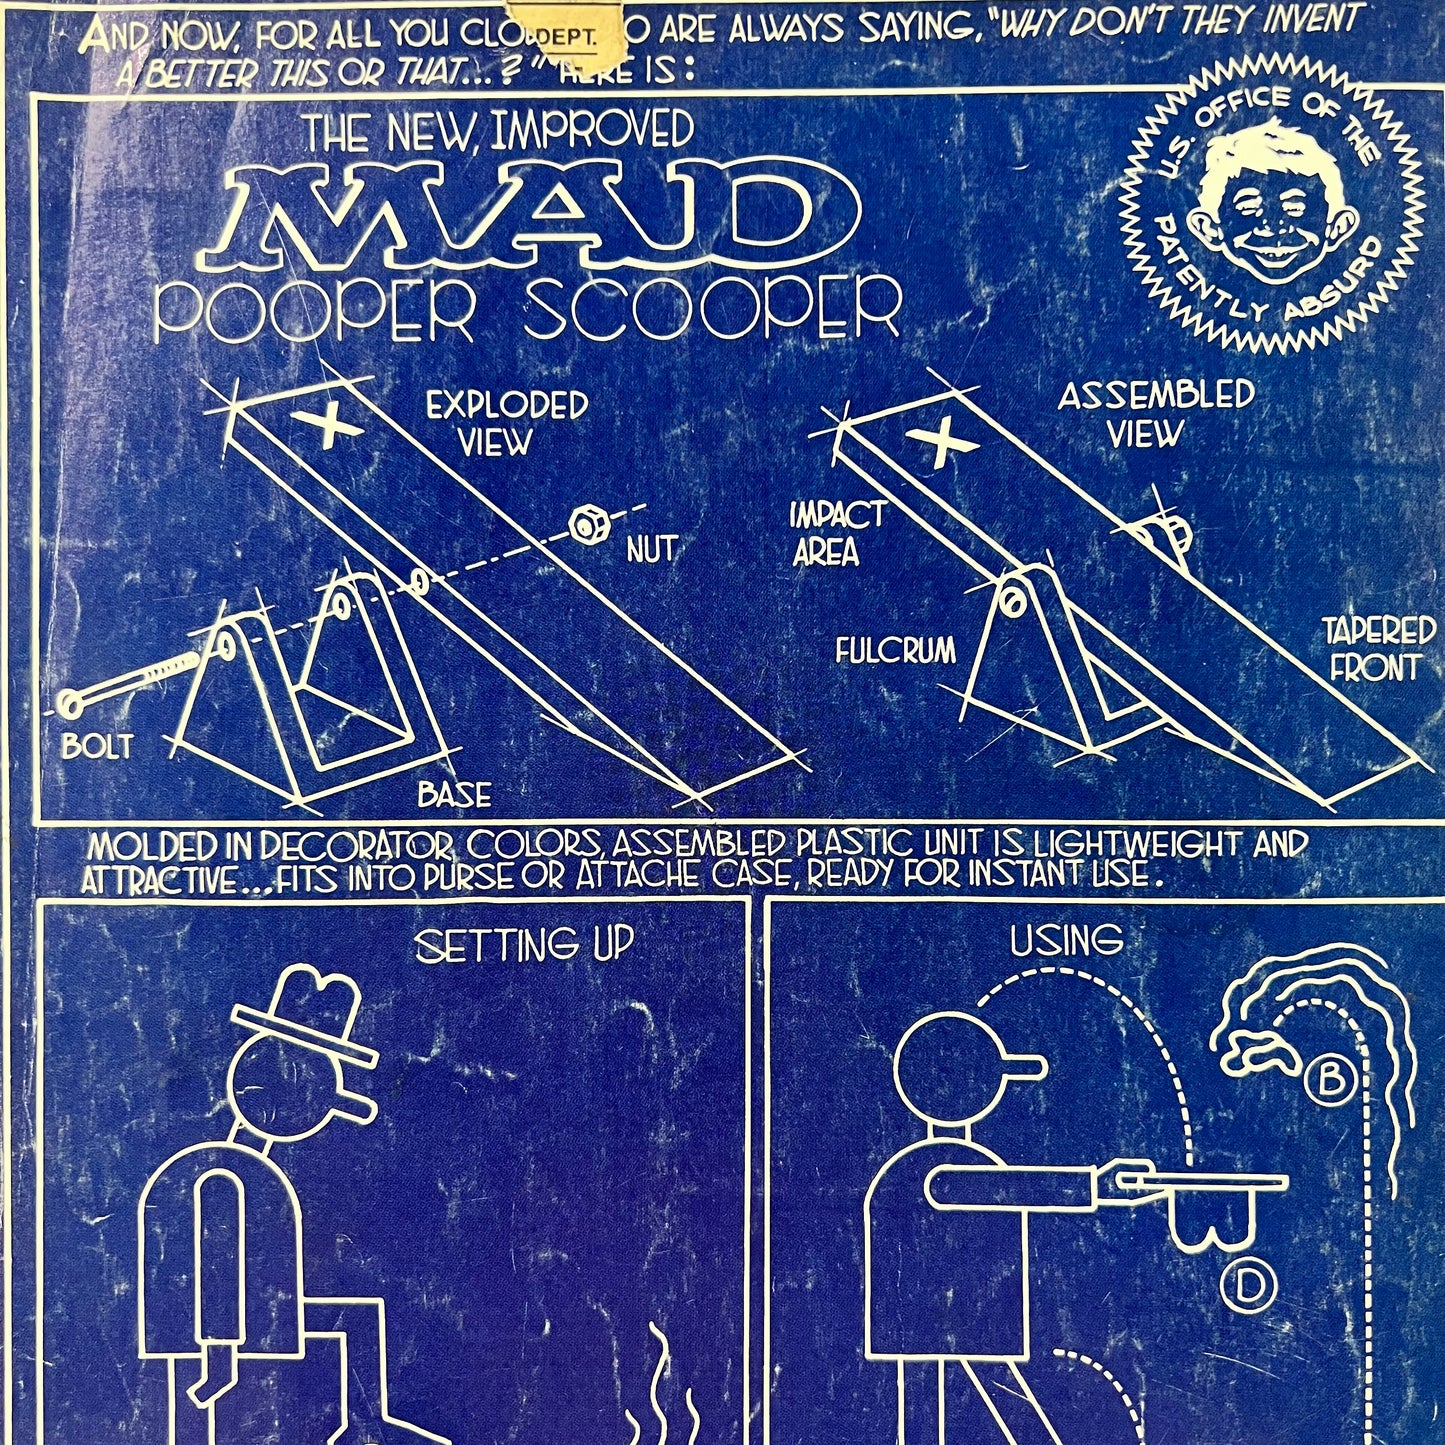 AND NOW, FOR ALL YOU ARE ALWAYS SAYING, "WHY DON'T THEY INVENT
DEPT.
A BETTER THIS OR THAT...?" HERE IS:
THE NEW, IMPROVED
MAD
POOPER SCOOPER
U.S. OFFICE OF THE
PATENTLY ABSURD
EXPLODED
VIEW
NUT
BOLT
BASE
ASSEMBLED
VIEW
IMPACT
AREA
FULCRUM
TAPERED
FRONT
MOLDED IN DECORATOR COLORS, ASSEMBLED PLASTIC UNIT IS LIGHTWEIGHT AND
ATTRACTIVE...FITS INTO PURSE OR ATTACHE CASE, READY FOR INSTANT USE.
SETTING UP
USING
B
D